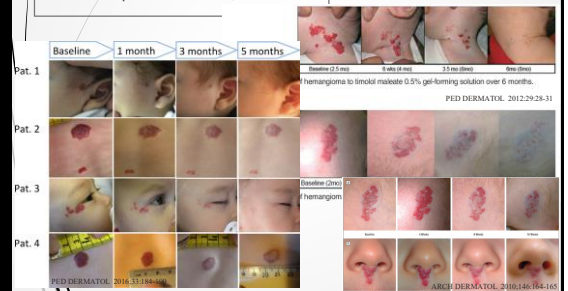 Baseline
1 month
3 months
5 months
Pat. 1
Pat. 2
Pat. 3
Pat. 4
PED DERMATOL 2016;33:184-
Baseline (2.5 mo)
6 wks (4 mo)
3.5 mo (6mo)
6mo (8mo)
f hemangioma to timolol maleate 0.5% gel-forming solution over 6 months.
PED DERMATOL 2012:29:28-31
Baseline (2mo)
f hemangiom
ARCH DERMATOL 2010;146:164-165